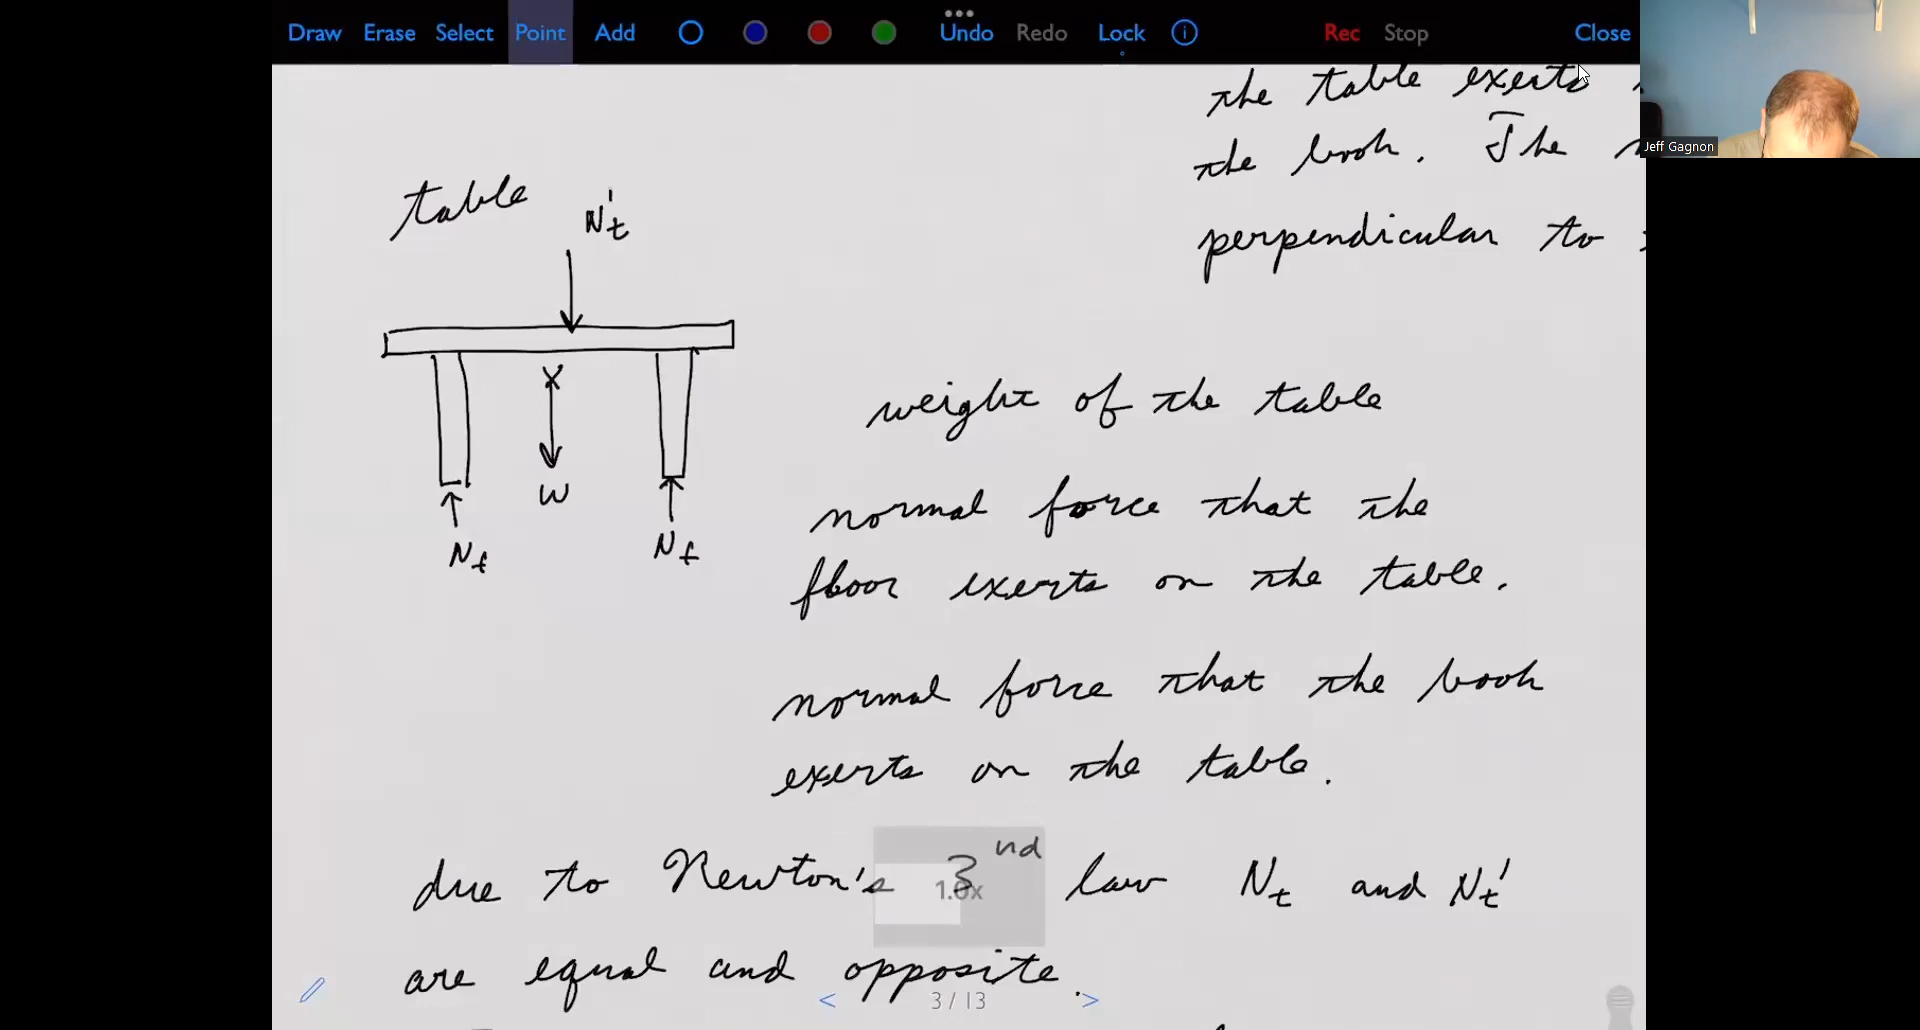 Draw Erase Select Point Add Undo Redo Lock Rec Stop Close
Jeff Gagnon
the table exerts
the book. The
perpendicular to
table
N't
weight of the table
W
Nf Nf
normal force that the
floor exerts on the table.
normal force that the book
exerts on the table.
due to Newton's 3nd law Nt and Nt'
1.0x
are equal and opposite.
< 3 / 13 >